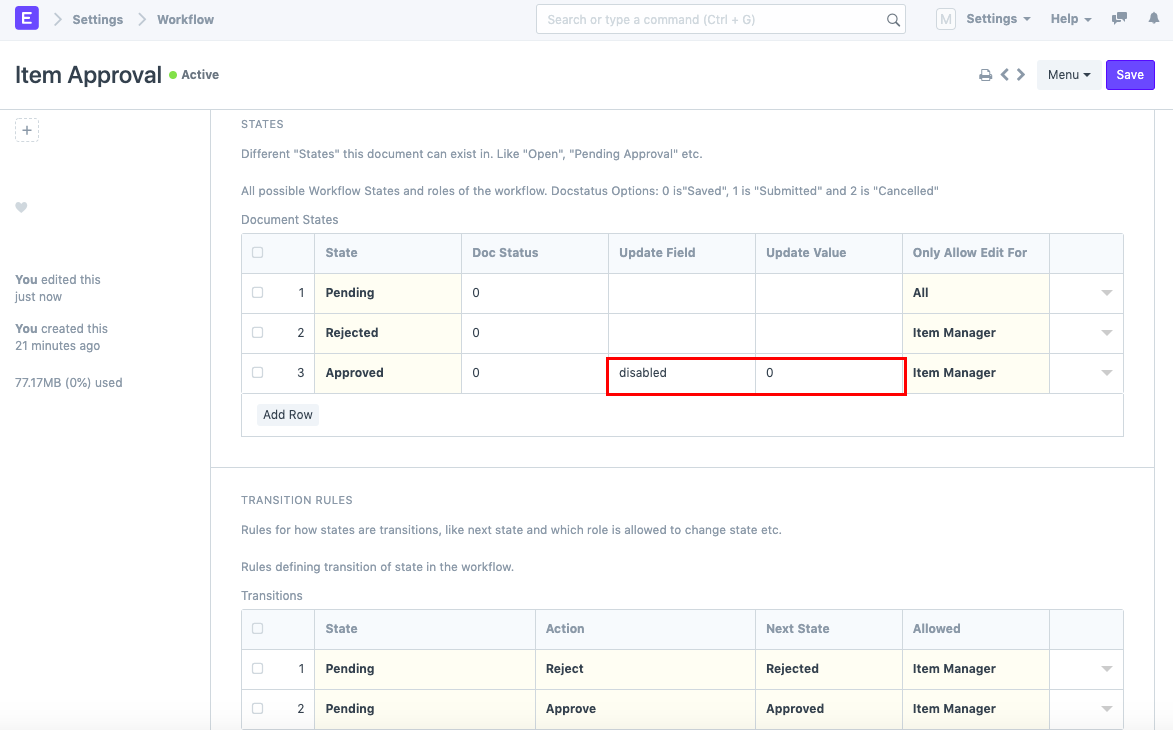 E Settings Workflow Search or type a command (Ctrl + G) M Settings Help
Item Approval Active Menu Save
STATES
Different "States" this document can exist in. Like "Open", "Pending Approval" etc.
All possible Workflow States and roles of the workflow. Docstatus Options: 0 is"Saved", 1 is "Submitted" and 2 is "Cancelled"
Document States
State Doc Status Update Field Update Value Only Allow Edit For
1 Pending 0 All
2 Rejected 0 Item Manager
3 Approved 0 disabled 0 Item Manager
Add Row
You edited this
just now
You created this
21 minutes ago
77.17MB (0%) used
TRANSITION RULES
Rules for how states are transitions, like next state and which role is allowed to change state etc.
Rules defining transition of state in the workflow.
Transitions
State Action Next State Allowed
1 Pending Reject Rejected Item Manager
2 Pending Approve Approved Item Manager